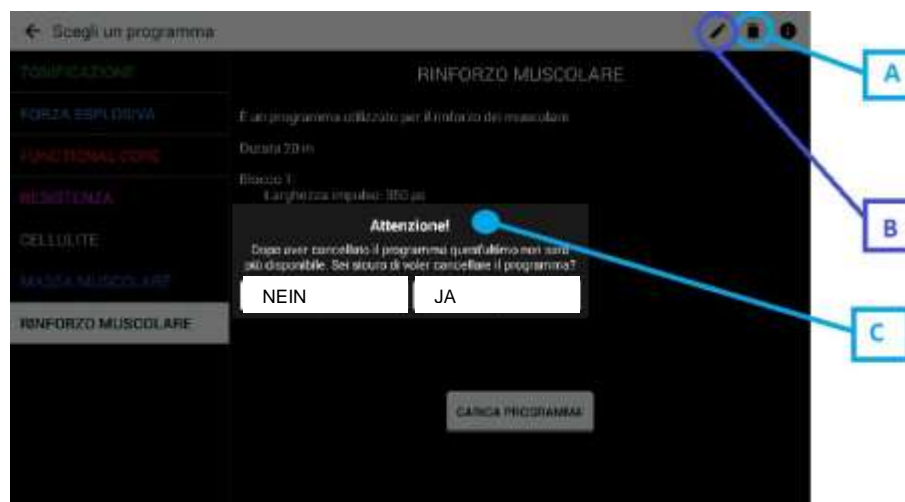 Scegli un programma
A
TONIFICAZIONE
RINFORZO MUSCOLARE
FORZA ESPLOSIVA
È un programma utilizzato per il rinforzo del muscolare
FUNCTIONAL CORE
Durata 20 m
Blocco 1:
RESISTENZA
Larghezza impulso: 350 µs
B
Attenzione!
CELLULITE
Dopo aver cancellato il programma quest'ultimo non sarà
più disponibile. Sei sicuro di voler cancellare il programma?
MASSA MUSCOLARE
NEIN
JA
RINFORZO MUSCOLARE
C
CARICA PROGRAMMA